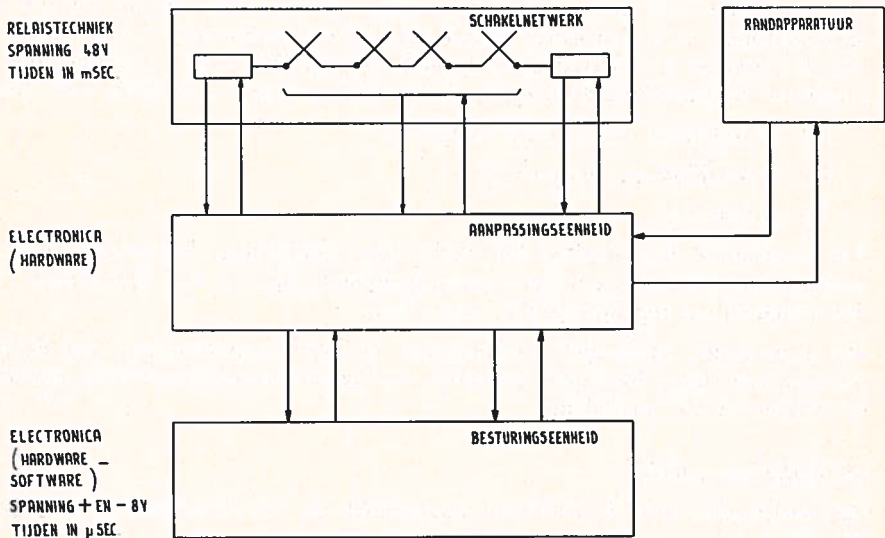 RELAISTECHNIEK
SPANNING 48V
TIJDEN IN mSEC.
SCHAKELNETWERK
RANDAPPARATUUR
ELECTRONICA
(HARDWARE)
AANPASSINGSEENHEID
ELECTRONICA
(HARDWARE –
SOFTWARE)
SPANNING + EN – 8V
TIJDEN IN µSEC.
BESTURINGSEENHEID